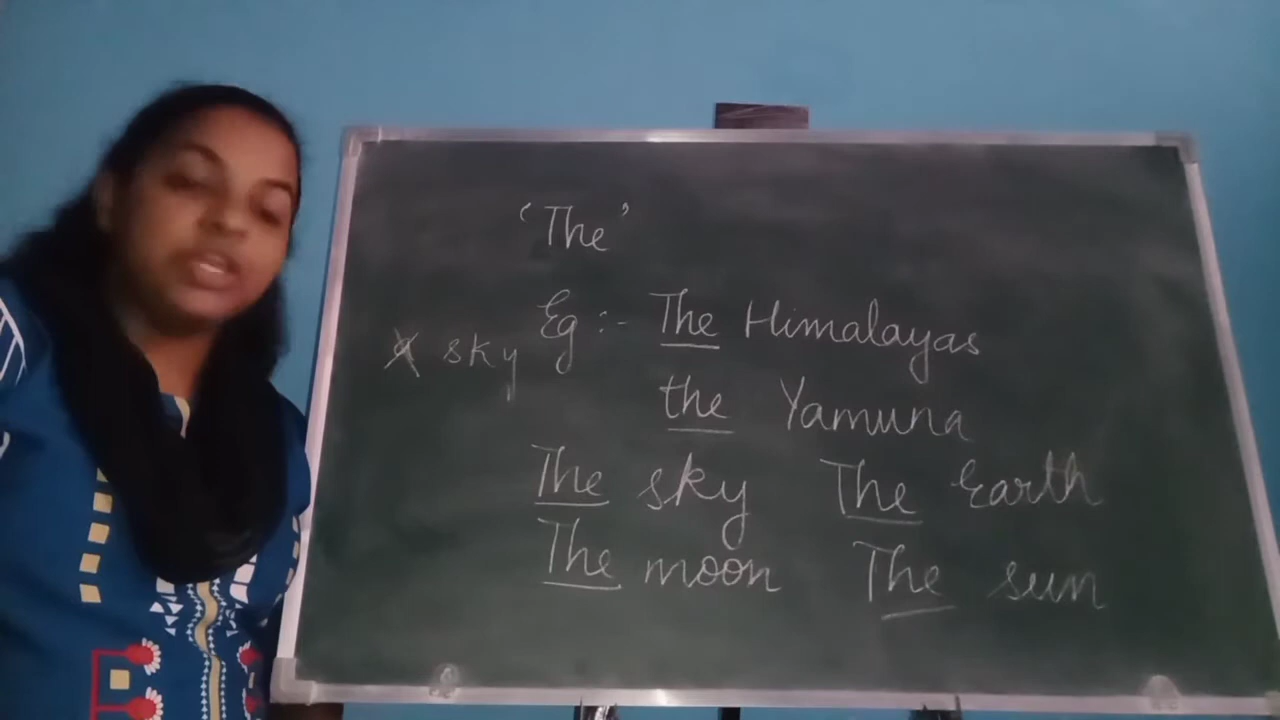 ‘The’
Eg :- The Himalayas
sky
the Yamuna
The sky The Earth
The moon The sun